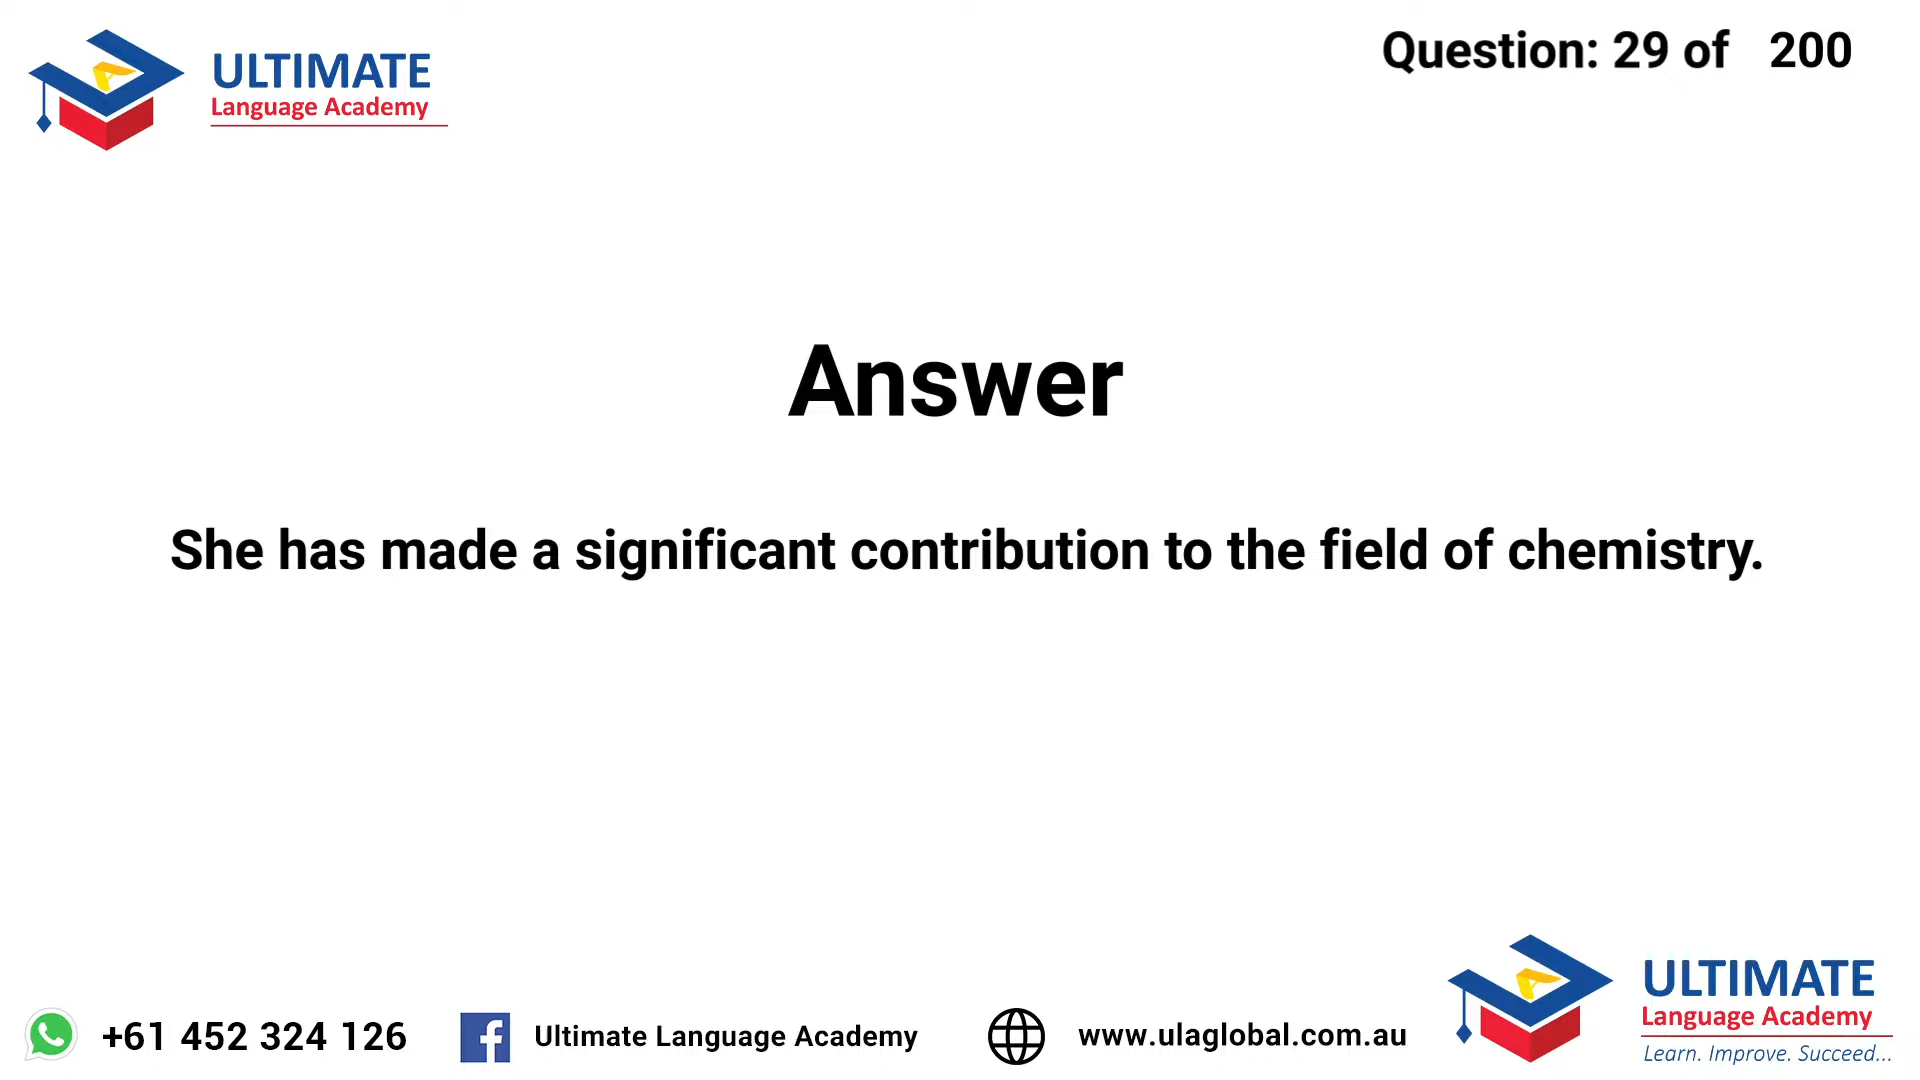 ULTIMATE
Language Academy
Question: 29 of 200
Answer
She has made a significant contribution to the field of chemistry.
+61 452 324 126
Ultimate Language Academy
www.ulaglobal.com.au
ULTIMATE
Language Academy
Learn. Improve. Succeed...